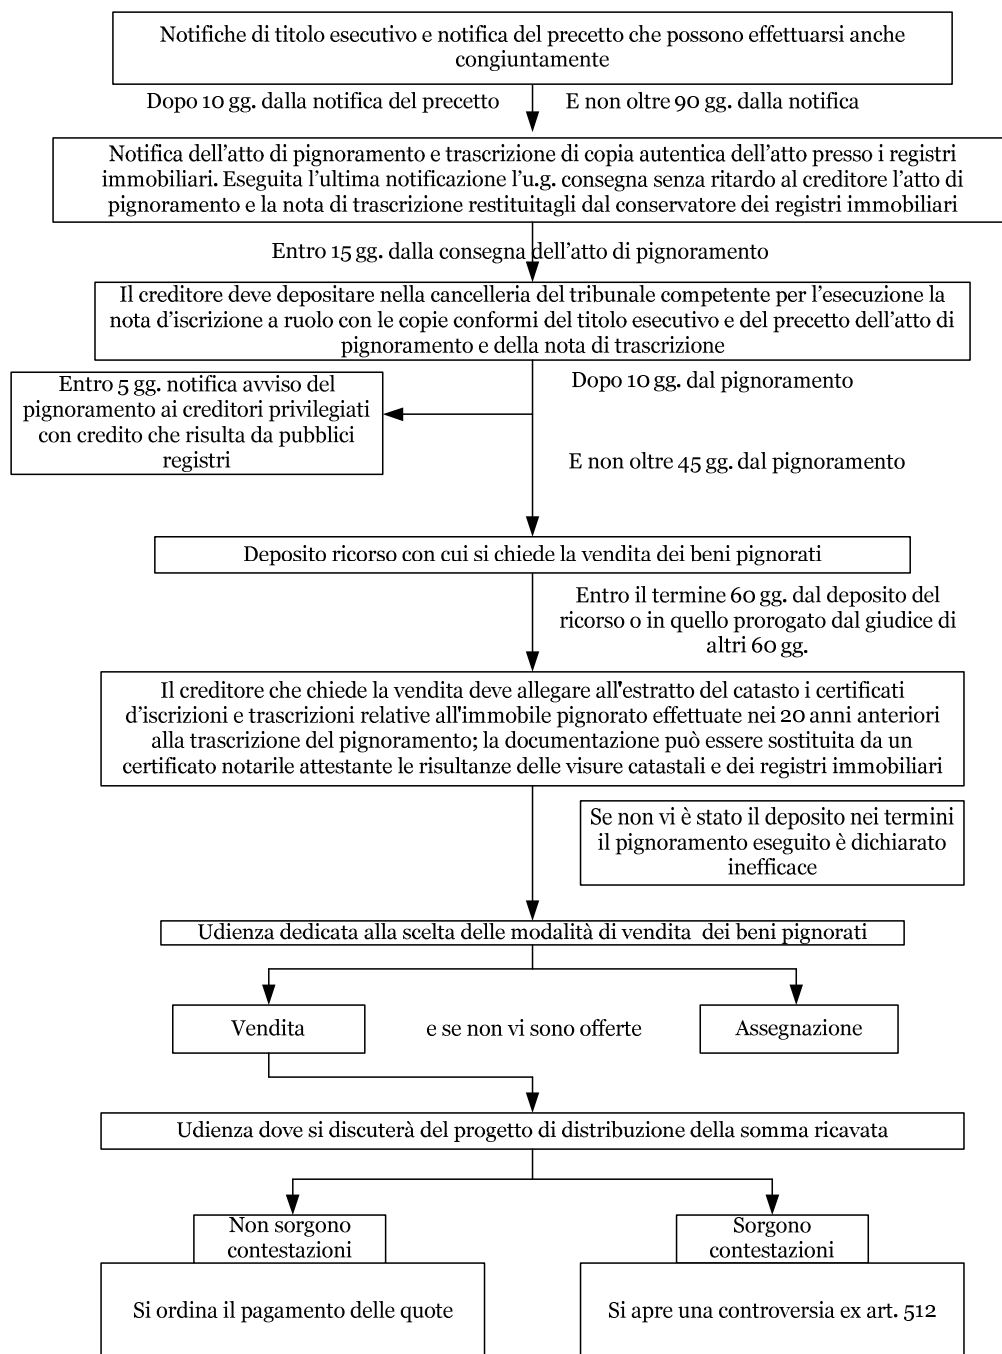 Notifiche di titolo esecutivo e notifica del precetto che possono effettuarsi anche
congiuntamente
Dopo 10 gg. dalla notifica del precetto
E non oltre 90 gg. dalla notifica
Notifica dell'atto di pignoramento e trascrizione di copia autentica dell'atto presso i registri
immobiliari. Eseguita l'ultima notificazione l'u.g. consegna senza ritardo al creditore l'atto di
pignoramento e la nota di trascrizione restituitagli dal conservatore dei registri immobiliari
Entro 15 gg. dalla consegna dell'atto di pignoramento
Il creditore deve depositare nella cancelleria del tribunale competente per l'esecuzione la
nota d'iscrizione a ruolo con le copie conformi del titolo esecutivo e del precetto dell'atto di
pignoramento e della nota di trascrizione
Entro 5 gg. notifica avviso del
pignoramento ai creditori privilegiati
con credito che risulta da pubblici
registri
Dopo 10 gg. dal pignoramento
E non oltre 45 gg. dal pignoramento
Deposito ricorso con cui si chiede la vendita dei beni pignorati
Entro il termine 60 gg. dal deposito del
ricorso o in quello prorogato dal giudice di
altri 60 gg.
Il creditore che chiede la vendita deve allegare all'estratto del catasto i certificati
d'iscrizioni e trascrizioni relative all'immobile pignorato effettuate nei 20 anni anteriori
alla trascrizione del pignoramento; la documentazione può essere sostituita da un
certificato notarile attestante le risultanze delle visure catastali e dei registri immobiliari
Se non vi è stato il deposito nei termini
il pignoramento eseguito è dichiarato
inefficace
Udienza dedicata alla scelta delle modalità di vendita dei beni pignorati
Vendita
e se non vi sono offerte
Assegnazione
Udienza dove si discuterà del progetto di distribuzione della somma ricavata
Non sorgono
contestazioni
Si ordina il pagamento delle quote
Sorgono
contestazioni
Si apre una controversia ex art. 512